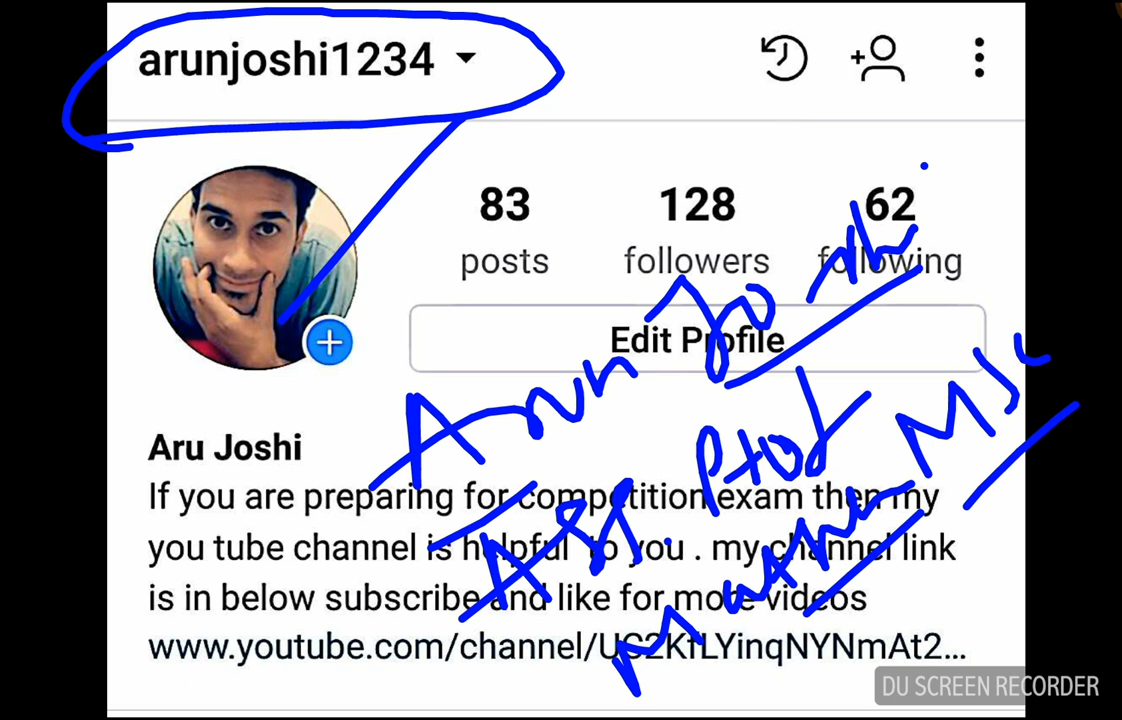 arunjoshi1234
83 128 62
posts followers following
Edit Profile
Arun Joshi
Aru Joshi
If you are preparing for competition exam then my
you tube channel is helpful to you . my channel link
is in below subscribe and like for more videos
www.youtube.com/channel/UC2KfLYinqNYNmAt2...
DU SCREEN RECORDER